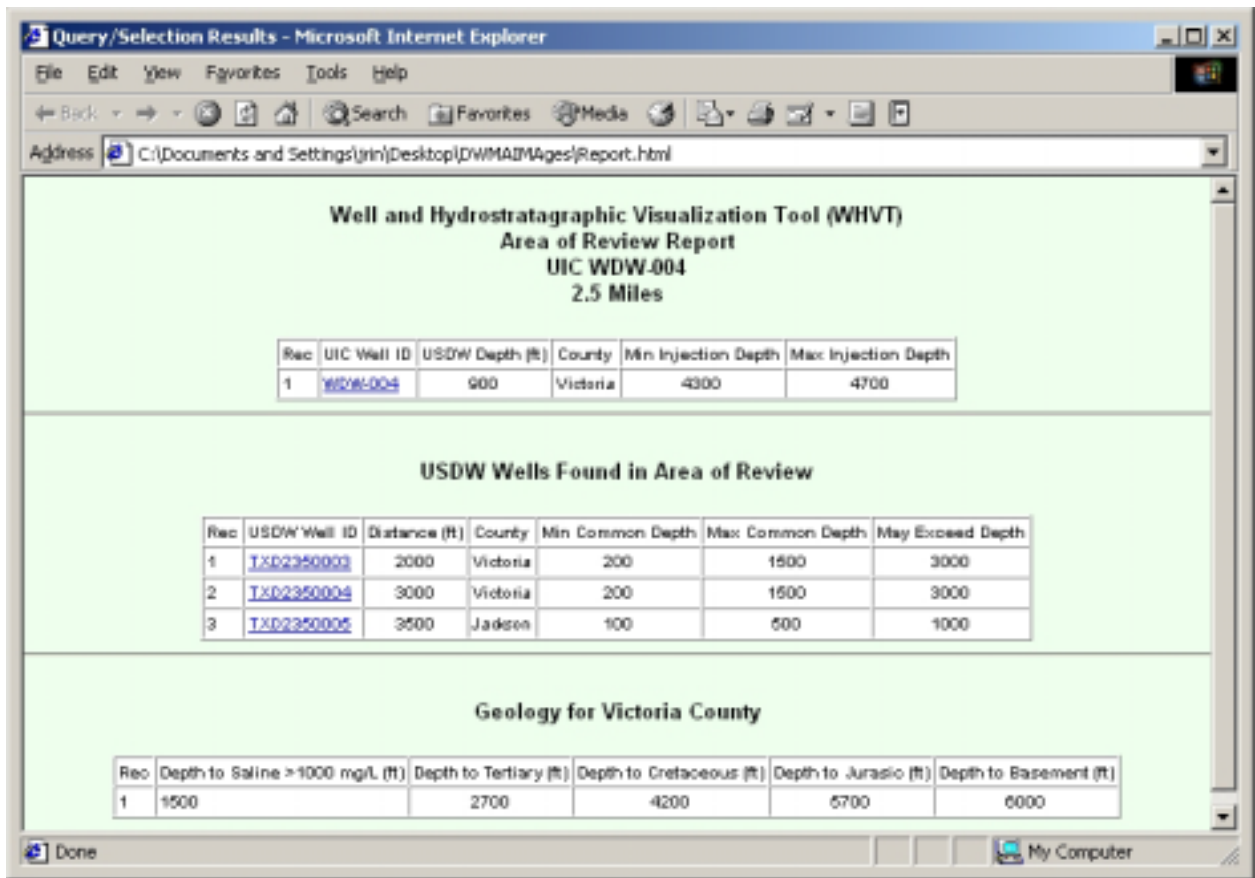 Query/Selection Results - Microsoft Internet Explorer
File Edit View Favorites Tools Help
Back Search Favorites Media
Address C:\Documents and Settings\jrin\Desktop\DWMAIMAges\Report.html
Well and Hydrostratagraphic Visualization Tool (WHVT)
Area of Review Report
UIC WDW-004
2.5 Miles
Rec UIC Well ID USDW Depth (ft) County Min Injection Depth Max Injection Depth
1 WDW-004 900 Victoria 4300 4700
USDW Wells Found in Area of Review
Rec USDW Well ID Distance (ft) County Min Common Depth Max Common Depth May Exceed Depth
1 TXD2350003 2000 Victoria 200 1500 3000
2 TXD2350004 3000 Victoria 200 1500 3000
3 TXD2350005 3500 Jackson 100 500 1000
Geology for Victoria County
Rec Depth to Saline >1000 mg/L (ft) Depth to Tertiary (ft) Depth to Cretaceous (ft) Depth to Jurasic (ft) Depth to Basement (ft)
1 1500 2700 4200 5700 6000
Done My Computer